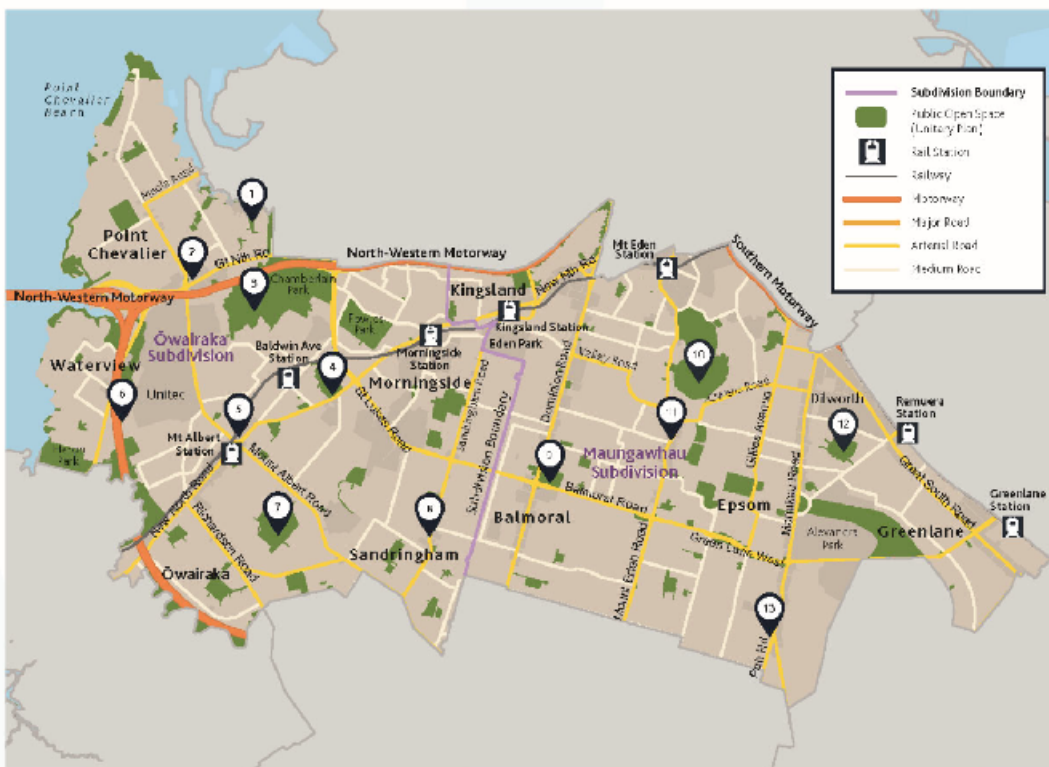 Point
Chevalier
Beach
Meola Road
1
Point
Chevalier
2
Gt Nth Rd
North-Western Motorway
3
Chamberlain
Park
North-Western Motorway
Kingsland
New Nth Rd
Mt Eden
Station
Southern Motorway
Ōwairaka
Subdivision
Baldwin Ave
Station
Fowlds
Park
Kingsland Station
Eden Park
Morningside
Station
Waterview
Unitec
4
Morningside
Valley Road
10
6
5
St Lukes Road
Sandringham Road
Dominion Road
11
Dilworth
12
Remuera
Station
Mt Albert
Station
Mount Albert Road
Subdivision Boundary
9
Maungawhau
Subdivision
Gillies Avenue
Manukau Road
Great South Road
New North Road
7
8
Balmoral Road
Balmoral
Epsom
Greenlane
Station
Richardson Road
Sandringham
Mount Eden Road
Green Lane West
Alexandra
Park
Greenlane
Ōwairaka
13
Pah Rd
Subdivision Boundary
Public Open Space
(Unitary Plan)
Rail Station
Railway
Motorway
Major Road
Arterial Road
Medium Road